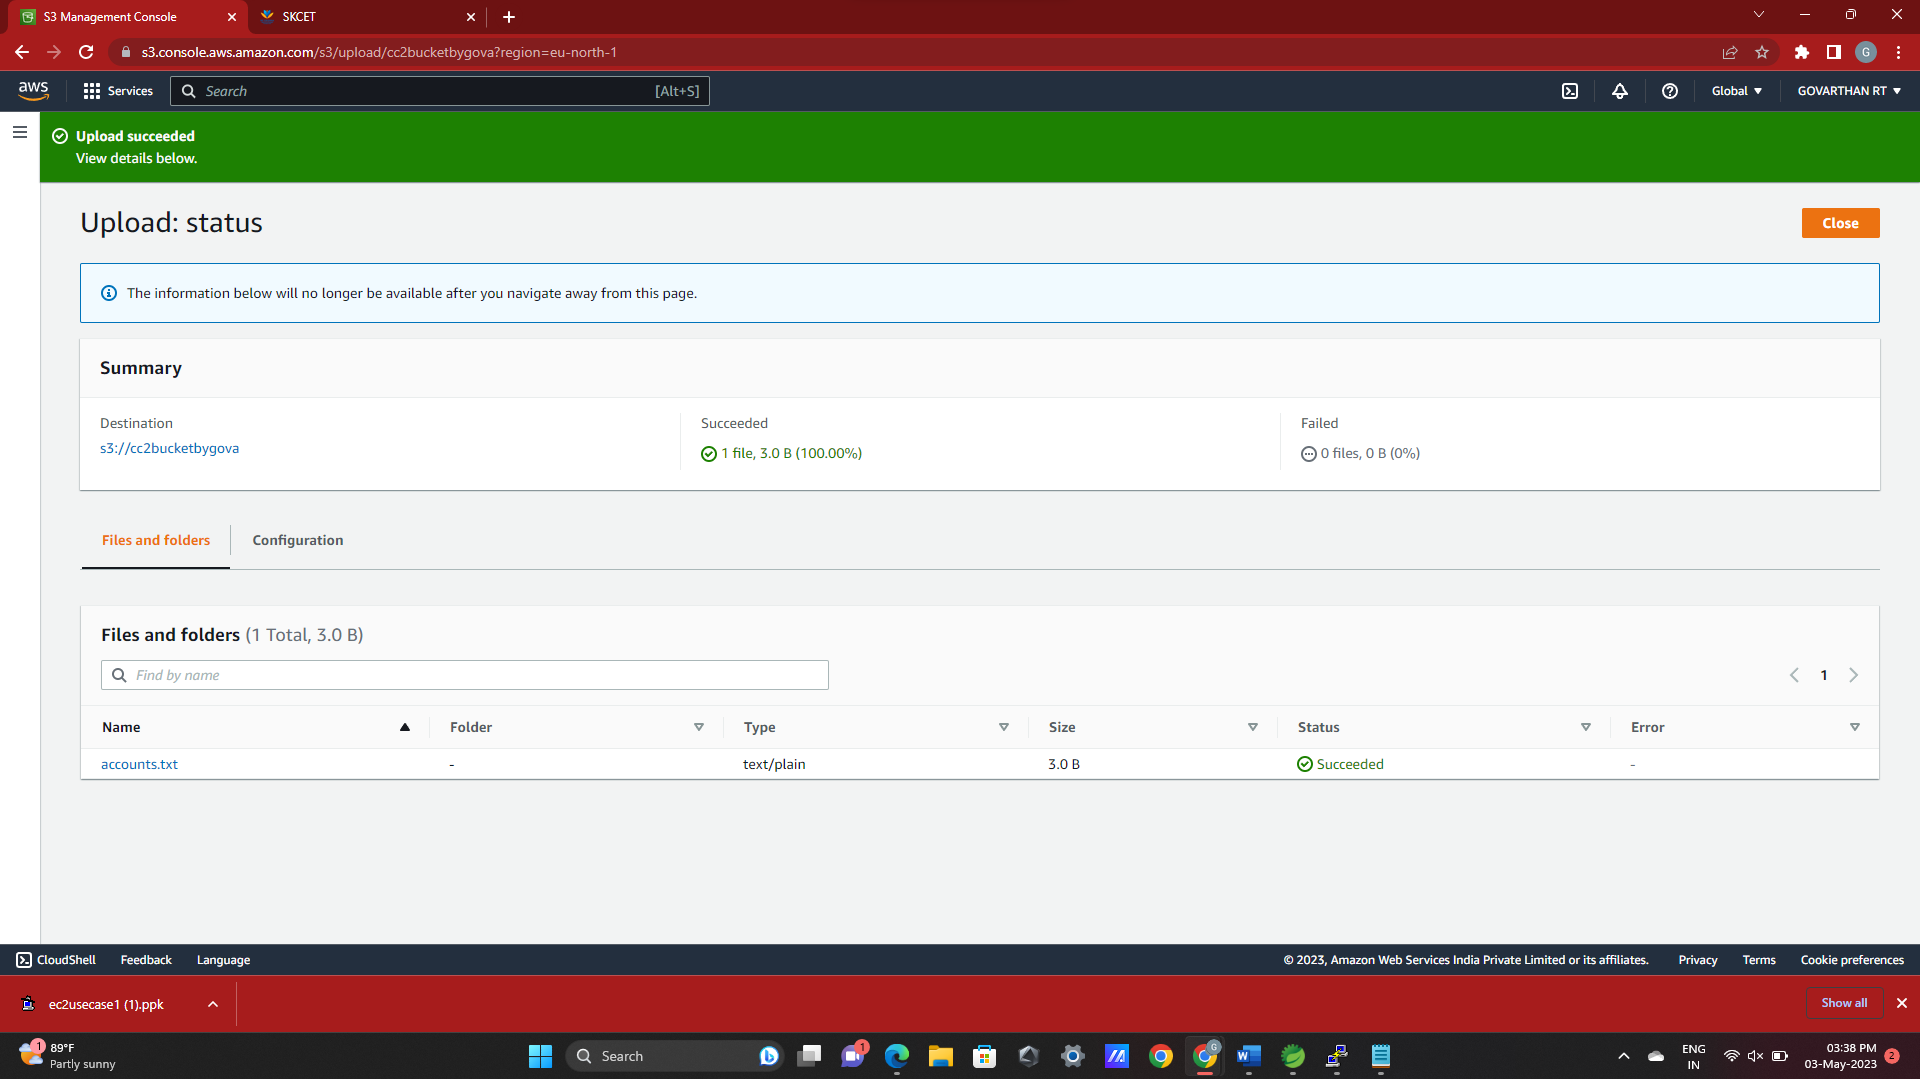 S3 Management Console
SKCET
s3.console.aws.amazon.com/s3/upload/cc2bucketbygova?region=eu-north-1
G
aws
Services
Search
[Alt+S]
Global
GOVARTHAN RT
Upload succeeded
View details below.
Upload: status
Close
The information below will no longer be available after you navigate away from this page.
Summary
Destination
s3://cc2bucketbygova
Succeeded
1 file, 3.0 B (100.00%)
Failed
0 files, 0 B (0%)
Files and folders
Configuration
Files and folders (1 Total, 3.0 B)
Find by name
1
Name Folder Type Size Status Error
accounts.txt - text/plain 3.0 B Succeeded -
CloudShell Feedback Language
© 2023, Amazon Web Services India Private Limited or its affiliates. Privacy Terms Cookie preferences
ec2usecase1 (1).ppk
Show all
1
89°F
Partly sunny
Search
1
G
W
ENG
IN
03:38 PM
03-May-2023
2